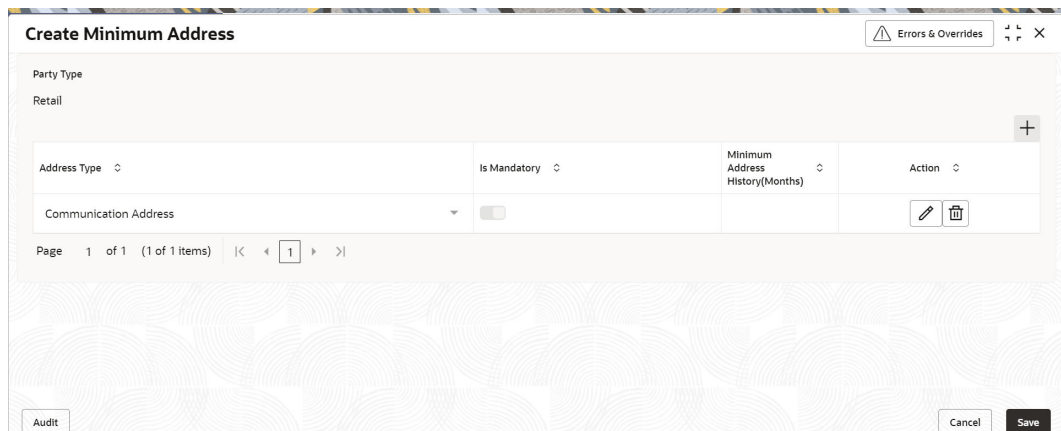 Create Minimum Address
Errors & Overrides
Party Type
Retail
Address Type
Is Mandatory
Minimum
Address
History(Months)
Action
Communication Address
Page 1 of 1 (1 of 1 items) 1
Audit
Cancel
Save